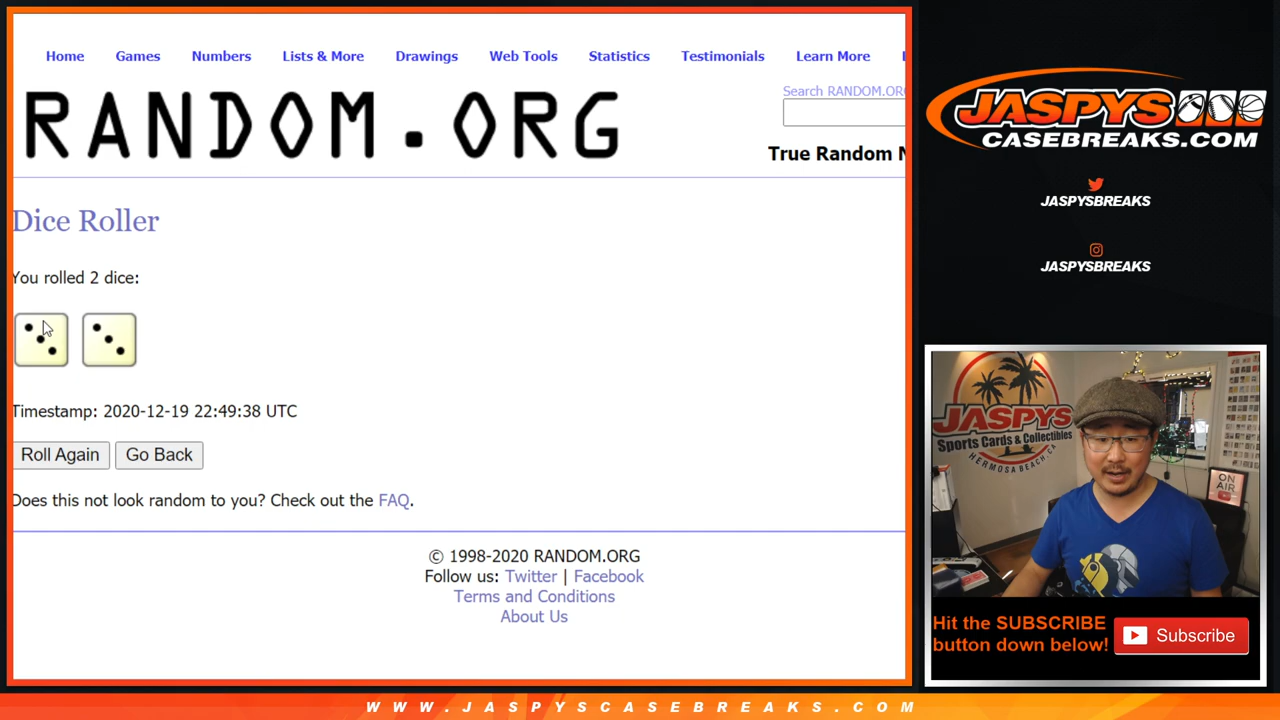 Home Games Numbers Lists & More Drawings Web Tools Statistics Testimonials Learn More
RANDOM.ORG
Search RANDOM.ORG
True Random N
Dice Roller
You rolled 2 dice:
Timestamp: 2020-12-19 22:49:38 UTC
Roll Again Go Back
Does this not look random to you? Check out the FAQ.
© 1998-2020 RANDOM.ORG
Follow us: Twitter | Facebook
Terms and Conditions
About Us
JASPYS
CASEBREAKS.COM
JASPYSBREAKS
JASPYSBREAKS
JASPYS
Sports Cards & Collectibles
HERMOSA BEACH, CA
ON
AIR
Hit the SUBSCRIBE
button down below!
Subscribe
WWW.JASPYSCASEBREAKS.COM